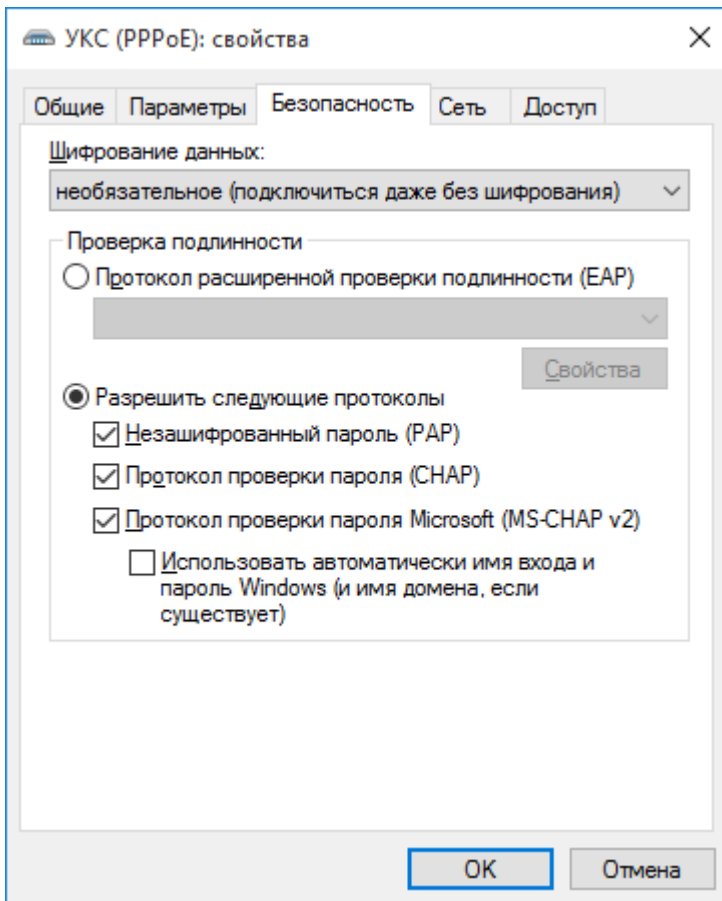 УКС (PPPoE): свойства
Общие Параметры Безопасность Сеть Доступ
Шифрование данных:
необязательное (подключиться даже без шифрования)
Проверка подлинности
Протокол расширенной проверки подлинности (EAP)
Свойства
Разрешить следующие протоколы
Незашифрованный пароль (PAP)
Протокол проверки пароля (CHAP)
Протокол проверки пароля Microsoft (MS-CHAP v2)
Использовать автоматически имя входа и
пароль Windows (и имя домена, если
существует)
OK Отмена